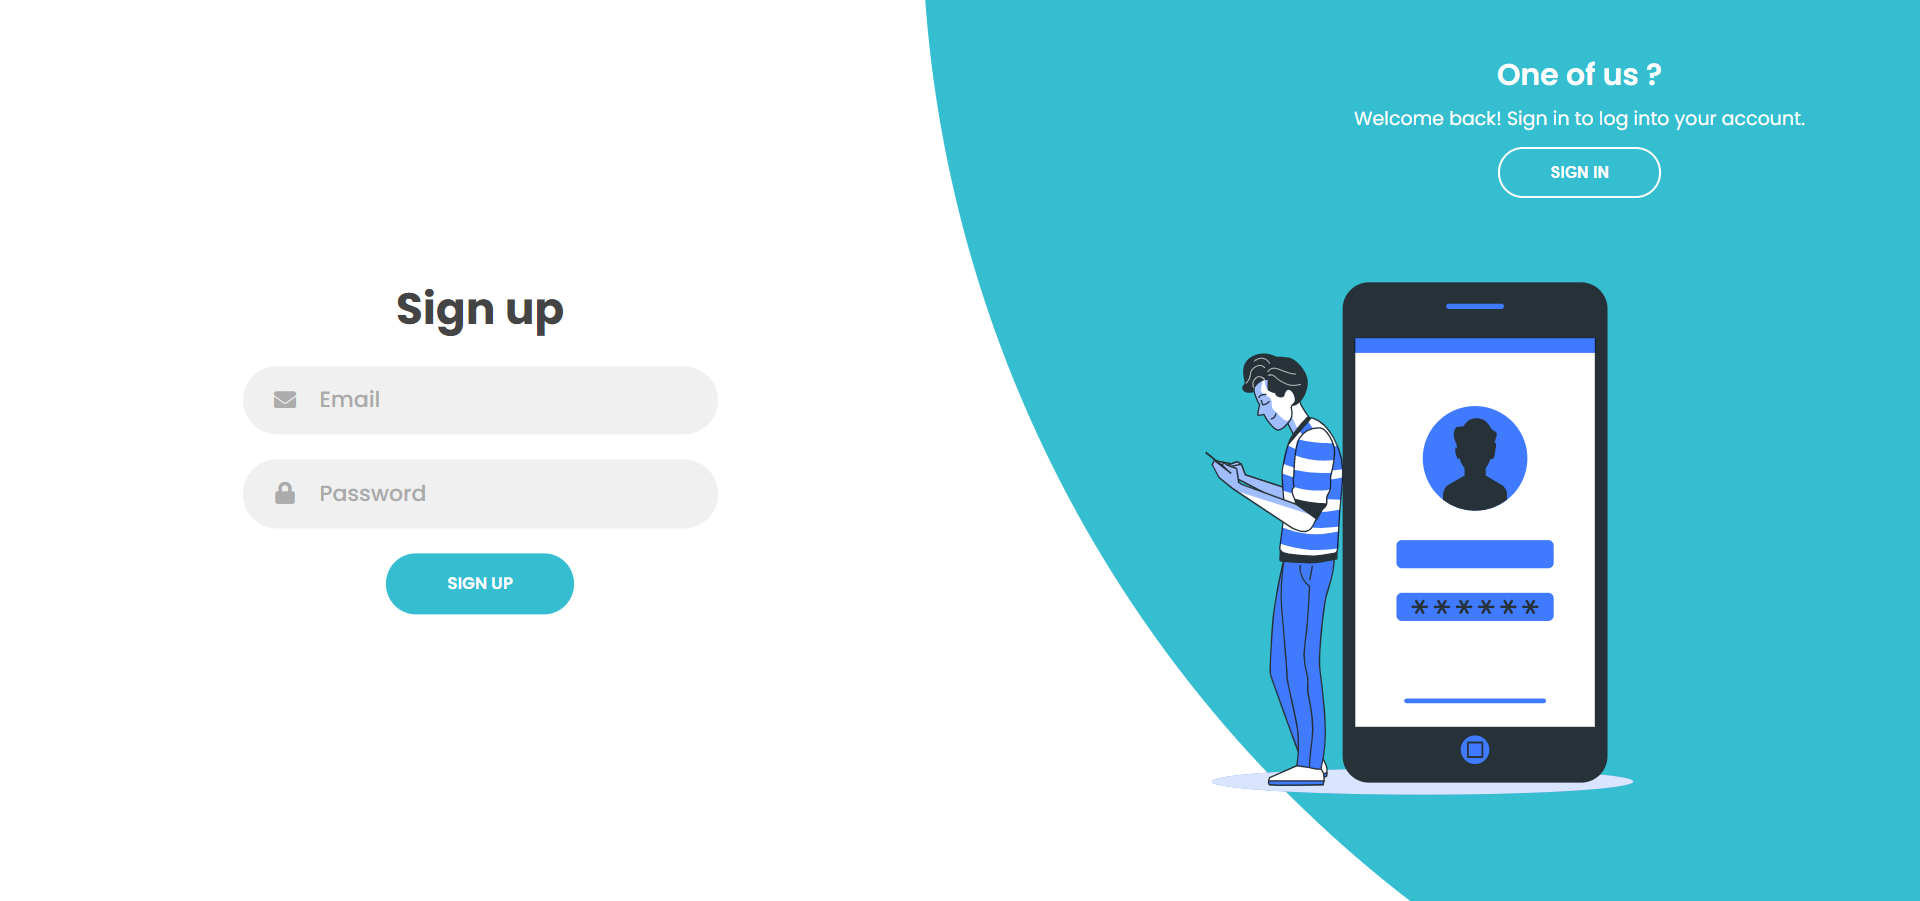 Sign up
Email
Password
SIGN UP
One of us ?
Welcome back! Sign in to log into your account.
SIGN IN
******